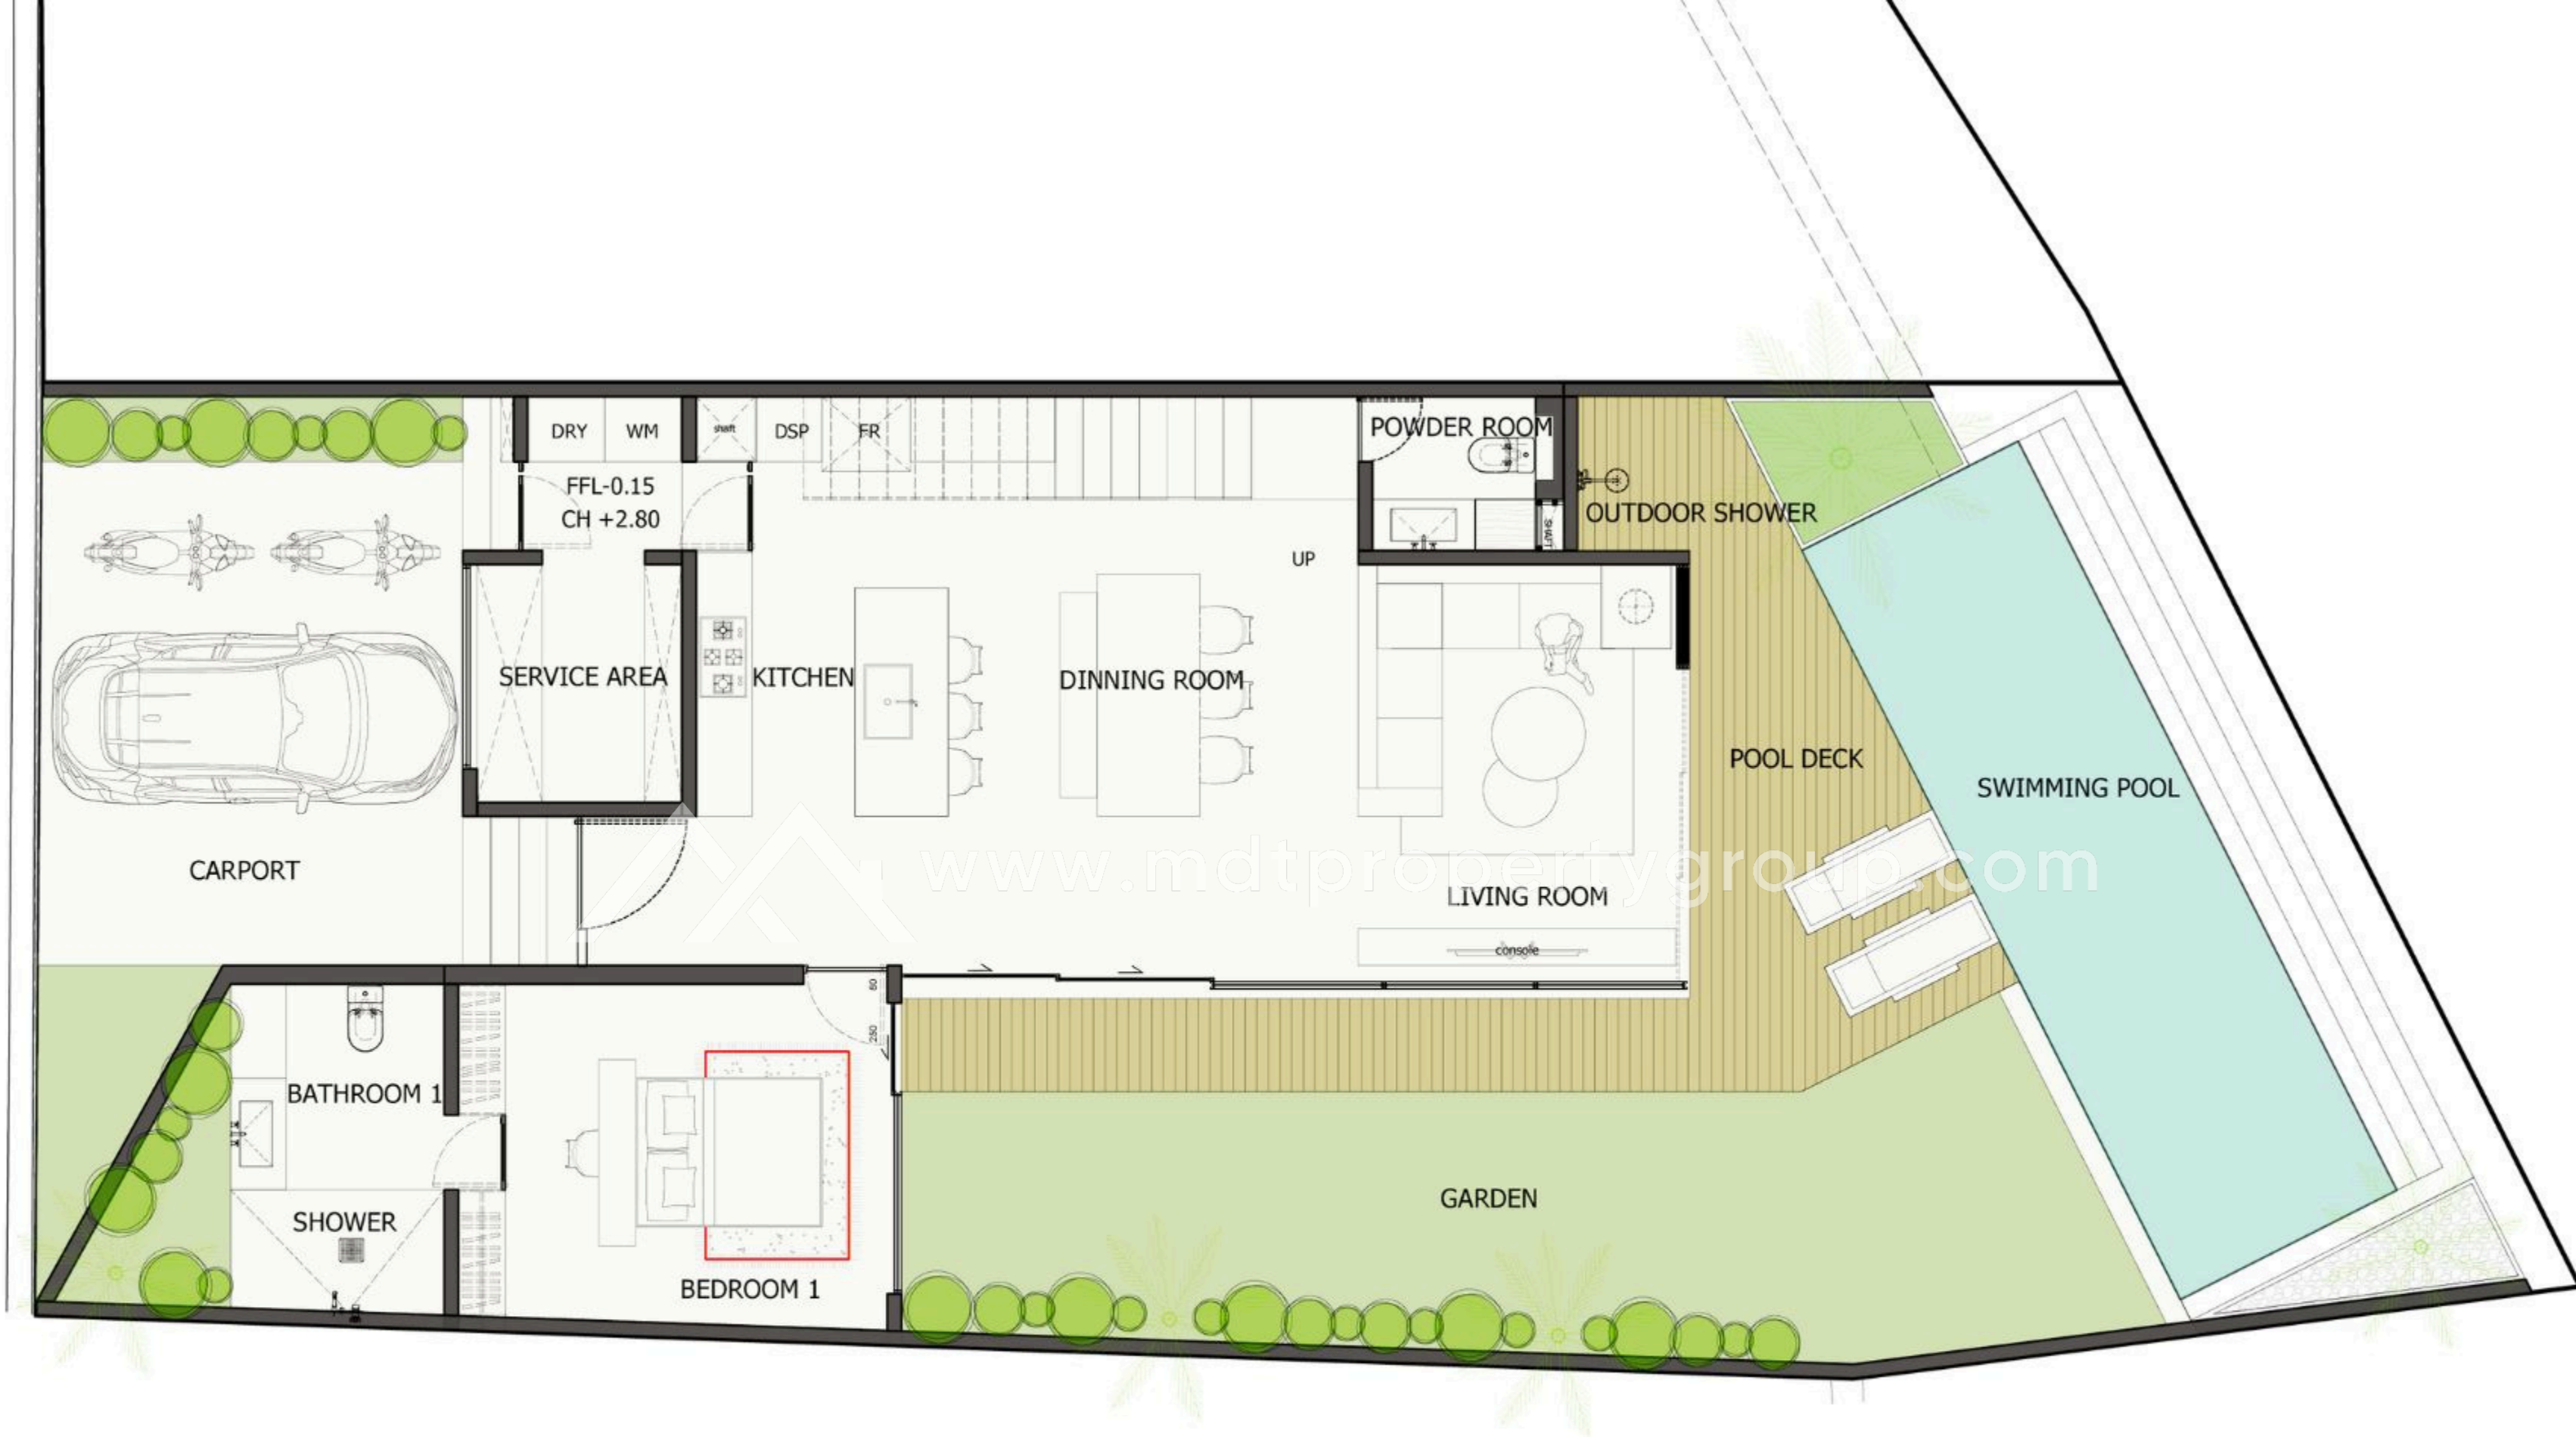 DRY
WM
shaft
DSP
FR
POWDER ROOM
FFL-0.15
CH +2.80
SHAFT
OUTDOOR SHOWER
UP
SERVICE AREA
KITCHEN
DINNING ROOM
POOL DECK
SWIMMING POOL
CARPORT
www.mdtpropertygroup.com
LIVING ROOM
console
80
280
BATHROOM 1
SHOWER
GARDEN
BEDROOM 1